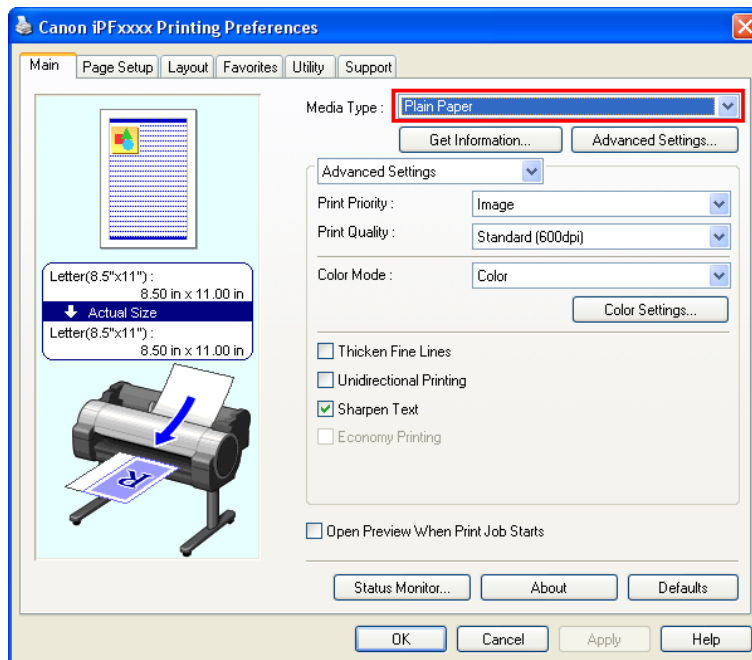 Canon iPFxxxx Printing Preferences
Main Page Setup Layout Favorites Utility Support
Media Type : Plain Paper
Get Information... Advanced Settings...
Advanced Settings
Print Priority : Image
Print Quality : Standard (600dpi)
Color Mode : Color
Color Settings...
Letter(8.5"x11") :
8.50 in x 11.00 in
Actual Size
Letter(8.5"x11") :
8.50 in x 11.00 in
R
Thicken Fine Lines
Unidirectional Printing
Sharpen Text
Economy Printing
Open Preview When Print Job Starts
Status Monitor... About Defaults
OK Cancel Apply Help